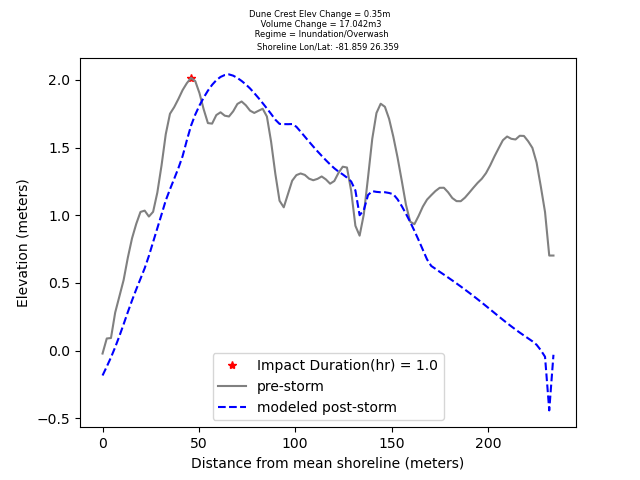 Dune Crest Elev Change = 0.35m
Volume Change = 17.042m3
Regime = Inundation/Overwash
Shoreline Lon/Lat: -81.859 26.359
2.0
1.5
1.0
0.5
0.0
−0.5
Elevation (meters)
Impact Duration(hr) = 1.0
pre-storm
modeled post-storm
0
50
100
150
200
Distance from mean shoreline (meters)